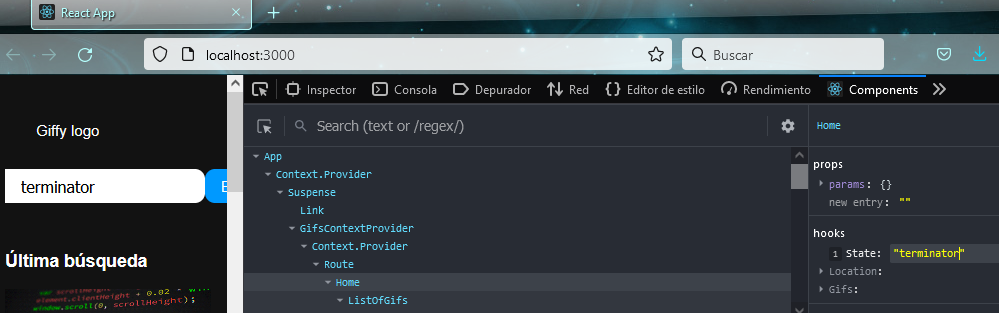 React App
localhost:3000
Buscar
Inspector
Consola
Depurador
Red
Editor de estilo
Rendimiento
Components
Giffy logo
terminator
Última búsqueda
element.clientHeight + 0.02 *
window.scroll(0, scrollHeight);
Search (text or /regex/)
App
Context.Provider
Suspense
Link
GifsContextProvider
Context.Provider
Route
Home
ListOfGifs
Home
props
params: {}
new entry: ""
hooks
1 State: "terminator"
Location:
Gifs: